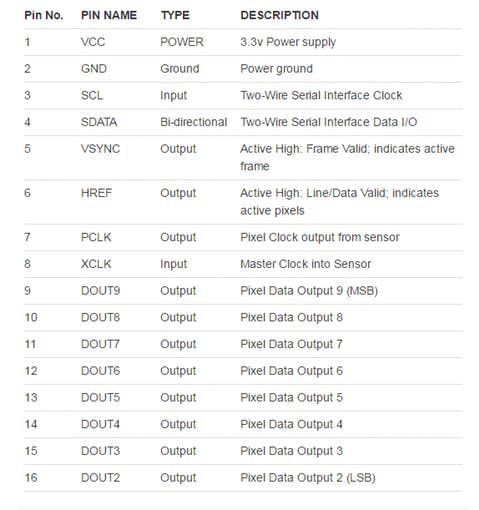 Pin No. PIN NAME TYPE DESCRIPTION
1 VCC POWER 3.3v Power supply
2 GND Ground Power ground
3 SCL Input Two-Wire Serial Interface Clock
4 SDATA Bi-directional Two-Wire Serial Interface Data I/O
5 VSYNC Output Active High: Frame Valid; indicates active
frame
6 HREF Output Active High: Line/Data Valid; indicates
active pixels
7 PCLK Output Pixel Clock output from sensor
8 XCLK Input Master Clock into Sensor
9 DOUT9 Output Pixel Data Output 9 (MSB)
10 DOUT8 Output Pixel Data Output 8
11 DOUT7 Output Pixel Data Output 7
12 DOUT6 Output Pixel Data Output 6
13 DOUT5 Output Pixel Data Output 5
14 DOUT4 Output Pixel Data Output 4
15 DOUT3 Output Pixel Data Output 3
16 DOUT2 Output Pixel Data Output 2 (LSB)